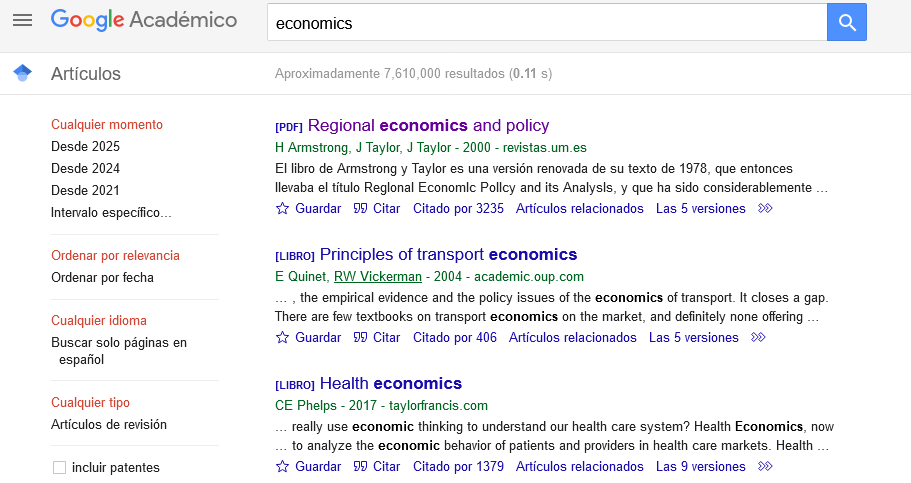 Google Académico
economics
Artículos
Aproximadamente 7,610,000 resultados (0.11 s)
Cualquier momento
Desde 2025
Desde 2024
Desde 2021
Intervalo específico...
Ordenar por relevancia
Ordenar por fecha
Cualquier idioma
Buscar solo páginas en
español
Cualquier tipo
Artículos de revisión
incluir patentes
[PDF] Regional economics and policy
H Armstrong, J Taylor, J Taylor - 2000 - revistas.um.es
El libro de Armstrong y Taylor es una versión renovada de su texto de 1978, que entonces
llevaba el título Reglonal Economlc Pollcy and its Analysls, y que ha sido considerablemente ...
Guardar Citar Citado por 3235 Artículos relacionados Las 5 versiones
[LIBRO] Principles of transport economics
E Quinet, RW Vickerman - 2004 - academic.oup.com
... , the empirical evidence and the policy issues of the economics of transport. It closes a gap.
There are few textbooks on transport economics on the market, and definitely none offering ...
Guardar Citar Citado por 406 Artículos relacionados Las 5 versiones
[LIBRO] Health economics
CE Phelps - 2017 - taylorfrancis.com
... really use economic thinking to understand our health care system? Health Economics, now
... to analyze the economic behavior of patients and providers in health care markets. Health ...
Guardar Citar Citado por 1379 Artículos relacionados Las 9 versiones